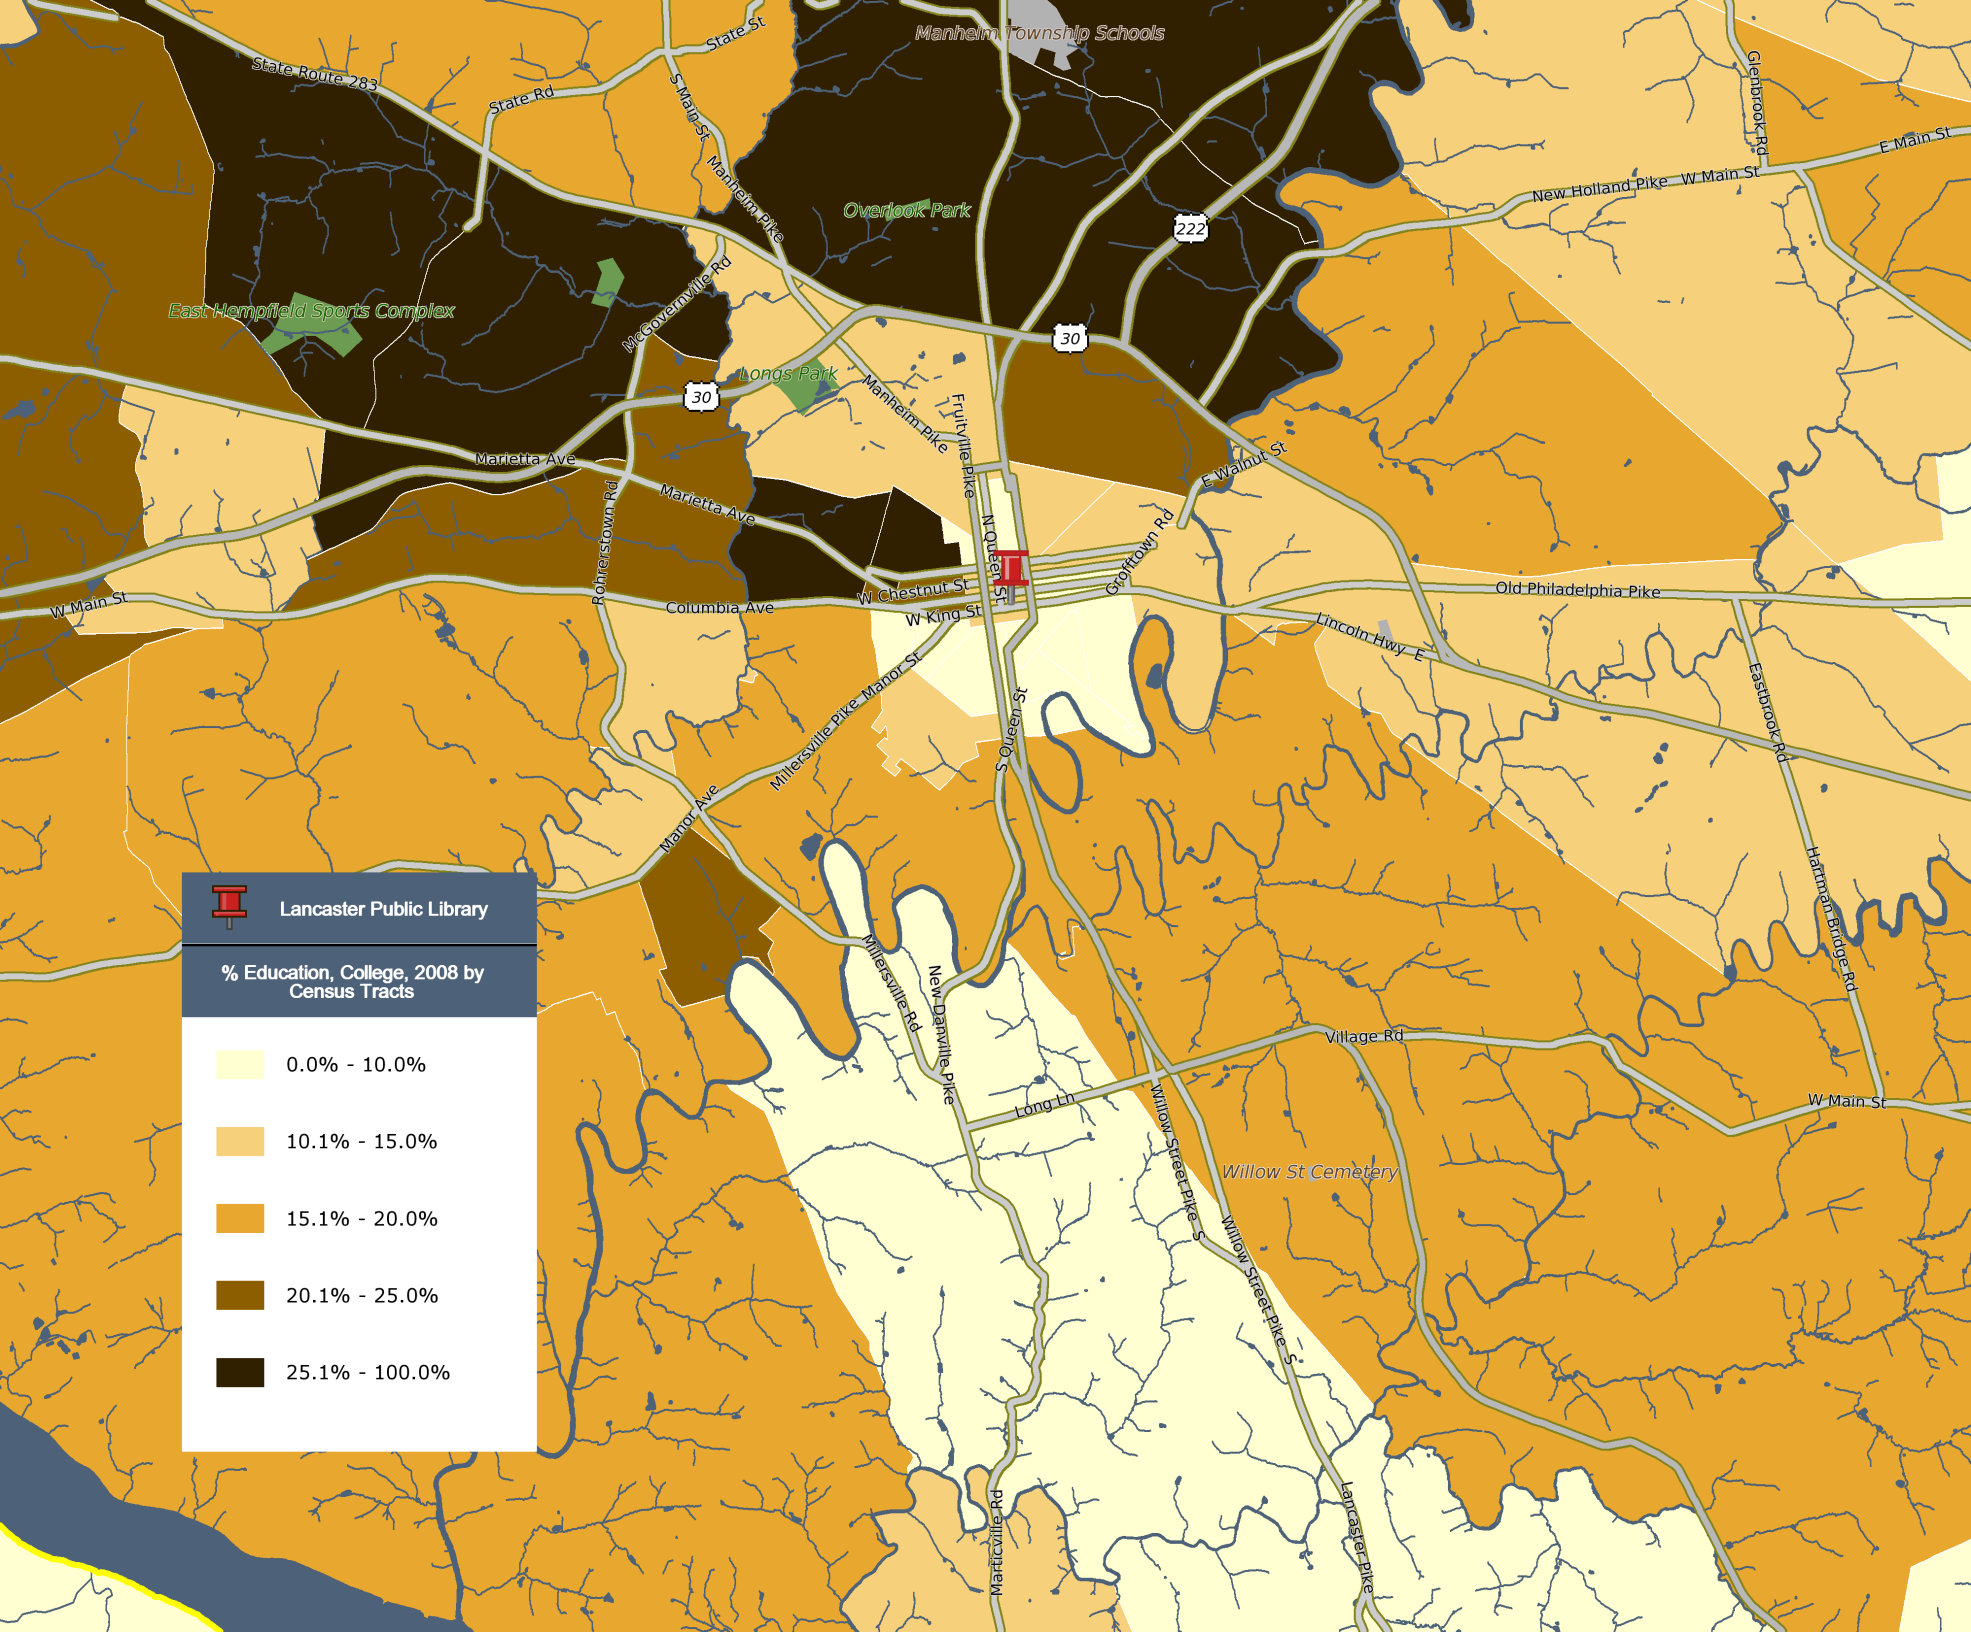 Manheim Township Schools
State St
State Route 283
State Rd
S Main St
Glenbrook Rd
E Main St
Manheim Pike
New Holland Pike
W Main St
Overlook Park
222
McGovernville Rd
East Hempfield Sports Complex
30
Longs Park
30
Manheim Pike
Fruitville Pike
Marietta Ave
Marietta Ave
E Walnut St
Rohrerstown Rd
N Queen St
Grofftown Rd
W Main St
Columbia Ave
W Chestnut St
W King St
Old Philadelphia Pike
Lincoln Hwy E
Millersville Pike
Manor St
S Queen St
Eastbrook Rd
Manor Ave
Hartman Bridge Rd
Millersville Rd
New Danville Pike
Village Rd
Long Ln
W Main St
Willow Street Pike S
Willow St Cemetery
Willow Street Pike S
Marticville Rd
Lancaster Pike
Lancaster Public Library
% Education, College, 2008 by
Census Tracts
0.0% - 10.0%
10.1% - 15.0%
15.1% - 20.0%
20.1% - 25.0%
25.1% - 100.0%